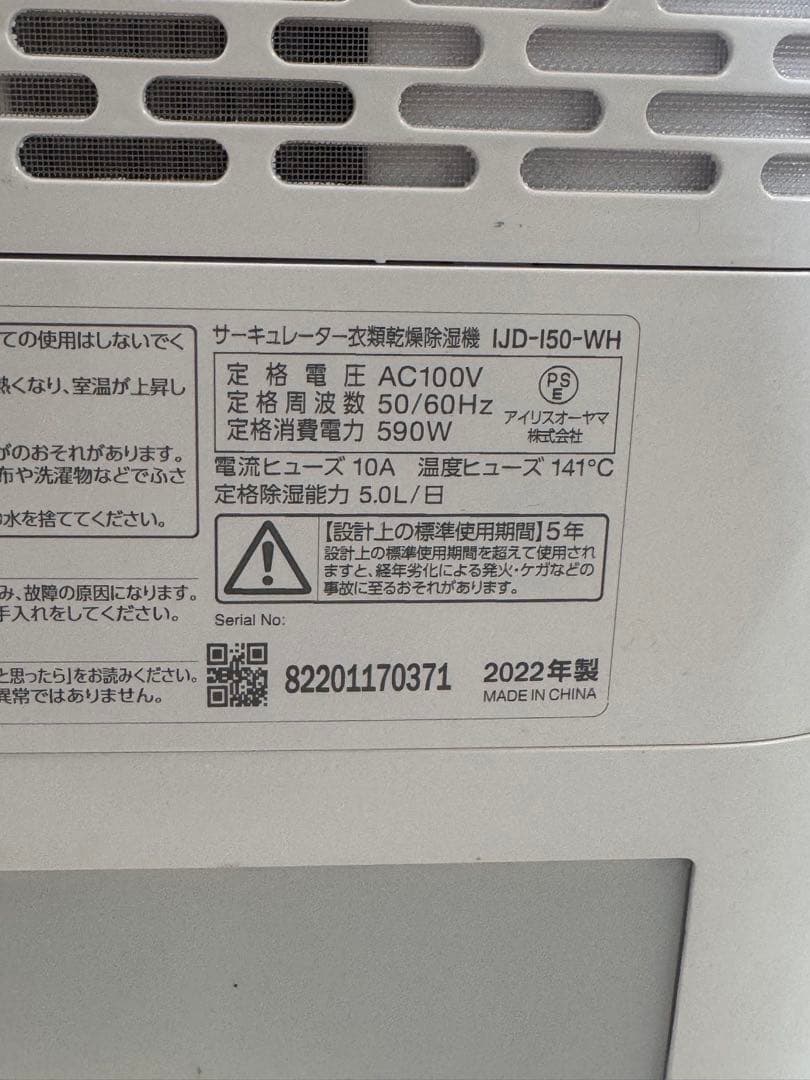 ての使用はしないでく
熱くなり、室温が上昇し
がのおそれがあります。
布や洗濯物などでふさ
水を捨ててください。
み、故障の原因になります。
手入れをしてください。
と思ったら」をお読みください。
異常ではありません。
サーキュレーター衣類乾燥除湿機 IJD-I50-WH
定格電圧 AC100V
定格周波数 50/60Hz
定格消費電力 590W
PS
E
アイリスオーヤマ
株式会社
電流ヒューズ 10A 温度ヒューズ 141℃
定格除湿能力 5.0L/日
【設計上の標準使用期間】5年
設計上の標準使用期間を超えて使用され
ますと、経年劣化による発火・ケガなどの
事故に至るおそれがあります。
Serial No:
82201170371 2022年製
MADE IN CHINA